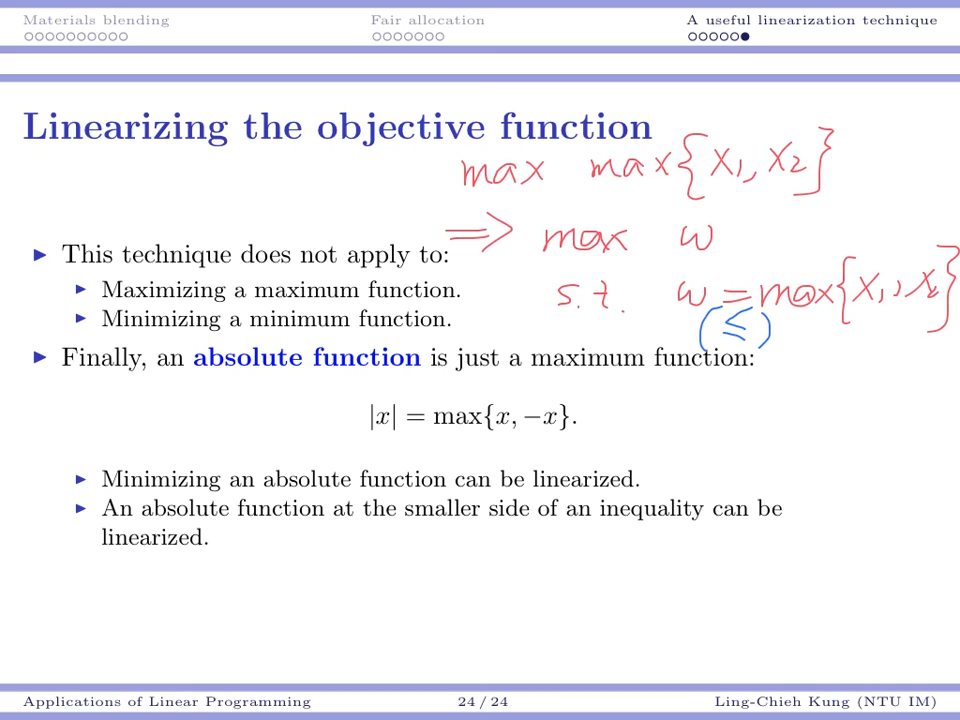 Materials blending Fair allocation A useful linearization technique
Linearizing the objective function
max max{x1, x2}
⟹ max w
s.t. w = max{x1, x2}
(≤)
▶ This technique does not apply to:
▶ Maximizing a maximum function.
▶ Minimizing a minimum function.
▶ Finally, an absolute function is just a maximum function:
|x| = max{x, −x}.
▶ Minimizing an absolute function can be linearized.
▶ An absolute function at the smaller side of an inequality can be
linearized.
Applications of Linear Programming 24 / 24 Ling-Chieh Kung (NTU IM)